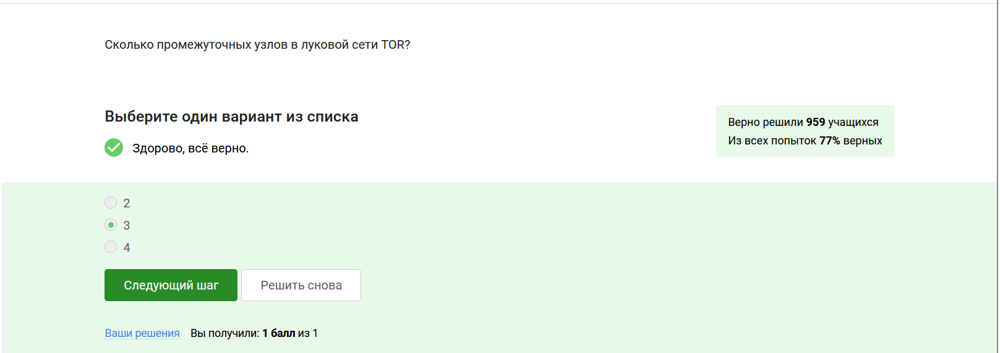 Сколько промежуточных узлов в луковой сети TOR?
Выберите один вариант из списка
Здорово, всё верно.
Верно решили 959 учащихся
Из всех попыток 77% верных
2
3
4
Следующий шаг
Решить снова
Ваши решения Вы получили: 1 балл из 1